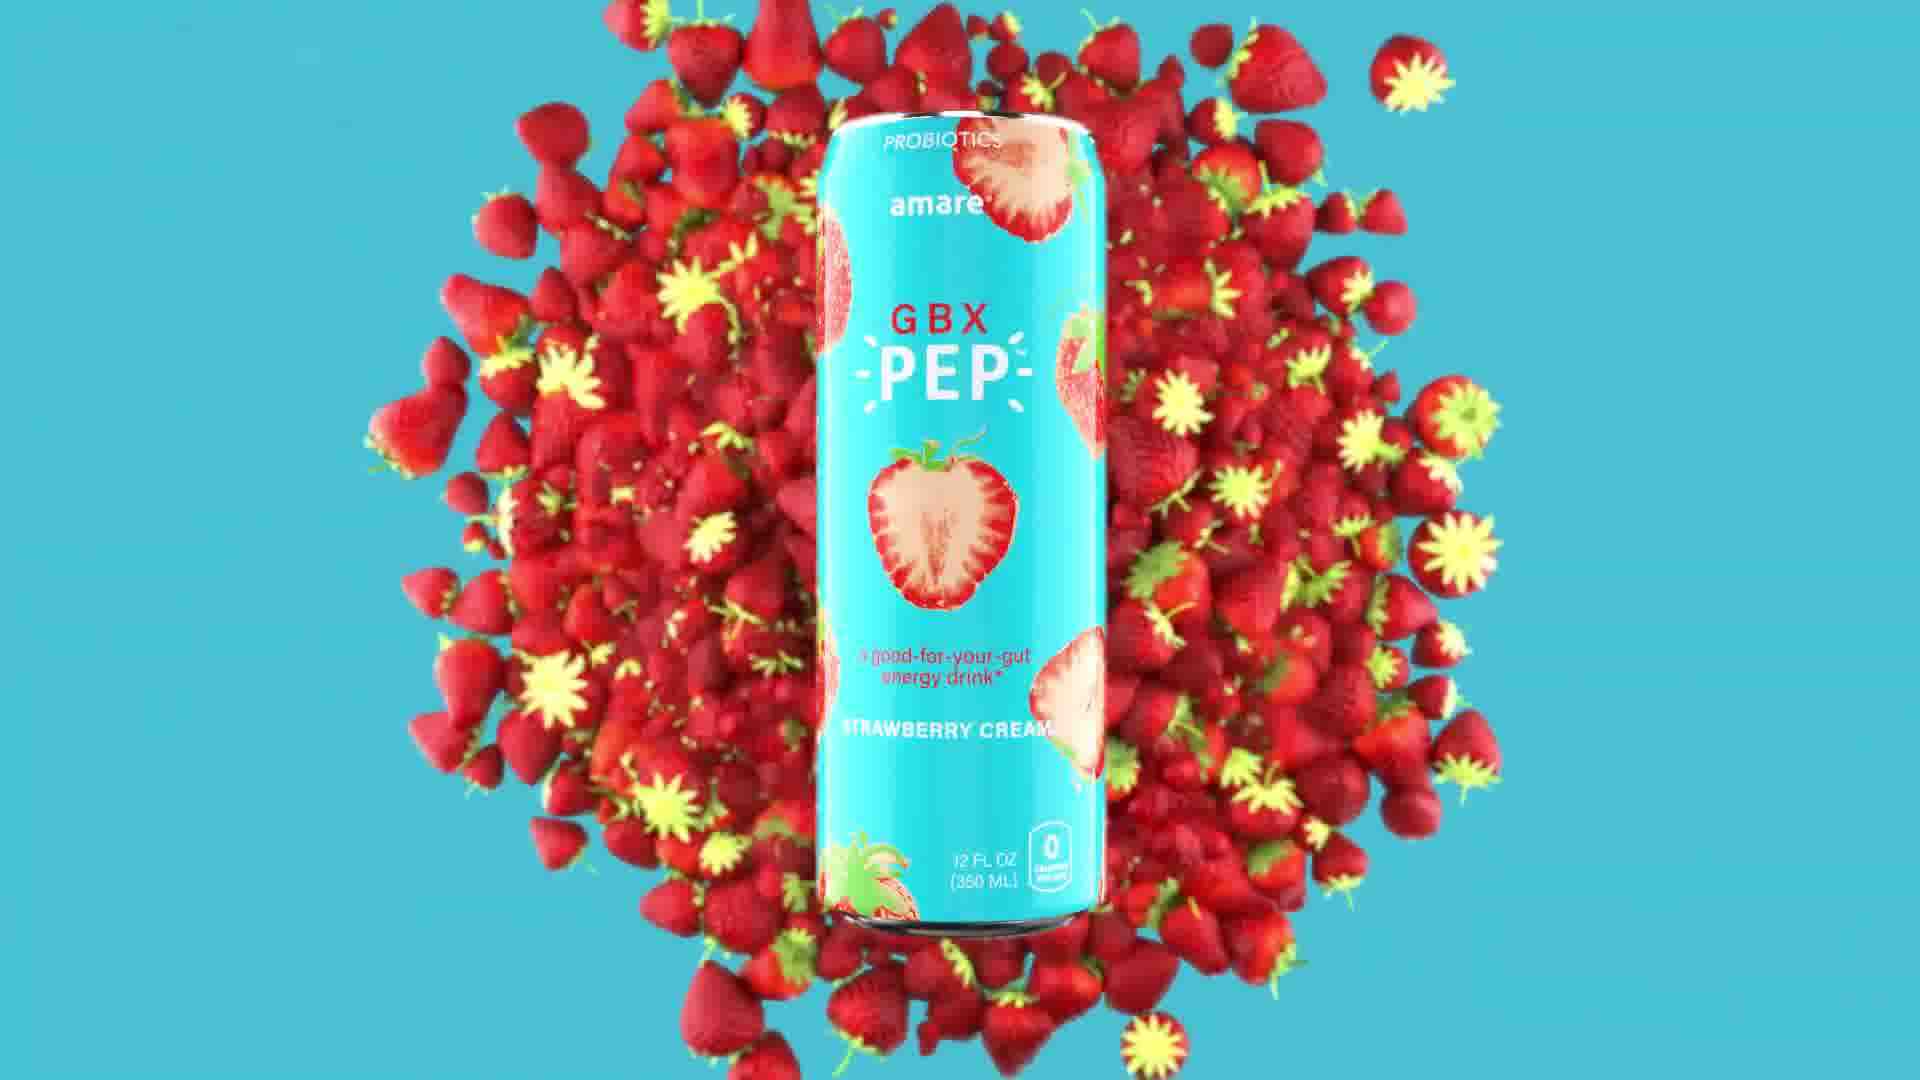 PROBIOTICS
amare
GBX
PEP
a good-for-your-gut
energy drink*
STRAWBERRY CREAM
12 FL OZ
(350 ML)
0